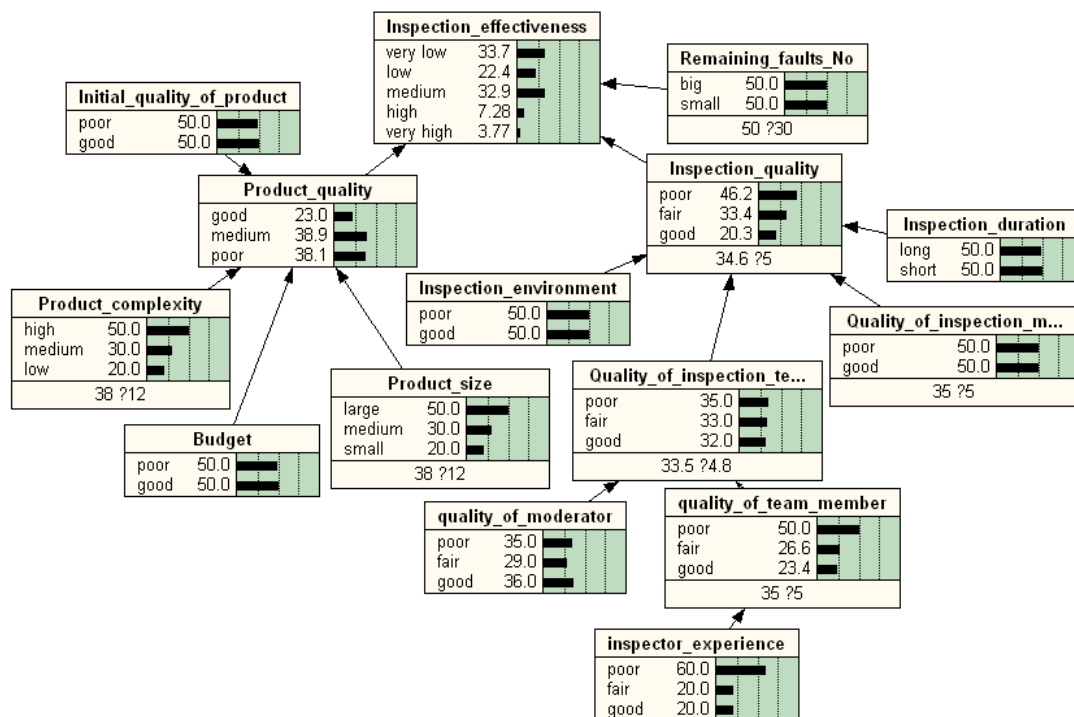 Inspection_effectiveness
very low 33.7
low 22.4
medium 32.9
high 7.28
very high 3.77
Remaining_faults_No
big 50.0
small 50.0
50 ?30
Initial_quality_of_product
poor 50.0
good 50.0
Product_quality
good 23.0
medium 38.9
poor 38.1
Inspection_quality
poor 46.2
fair 33.4
good 20.3
34.6 ?5
Inspection_duration
long 50.0
short 50.0
Inspection_environment
poor 50.0
good 50.0
Product_complexity
high 50.0
medium 30.0
low 20.0
38 ?12
Quality_of_inspection_m...
poor 50.0
good 50.0
35 ?5
Product_size
large 50.0
medium 30.0
small 20.0
38 ?12
Quality_of_inspection_te...
poor 35.0
fair 33.0
good 32.0
33.5 ?4.8
Budget
poor 50.0
good 50.0
quality_of_moderator
poor 35.0
fair 29.0
good 36.0
quality_of_team_member
poor 50.0
fair 26.6
good 23.4
35 ?5
inspector_experience
poor 60.0
fair 20.0
good 20.0